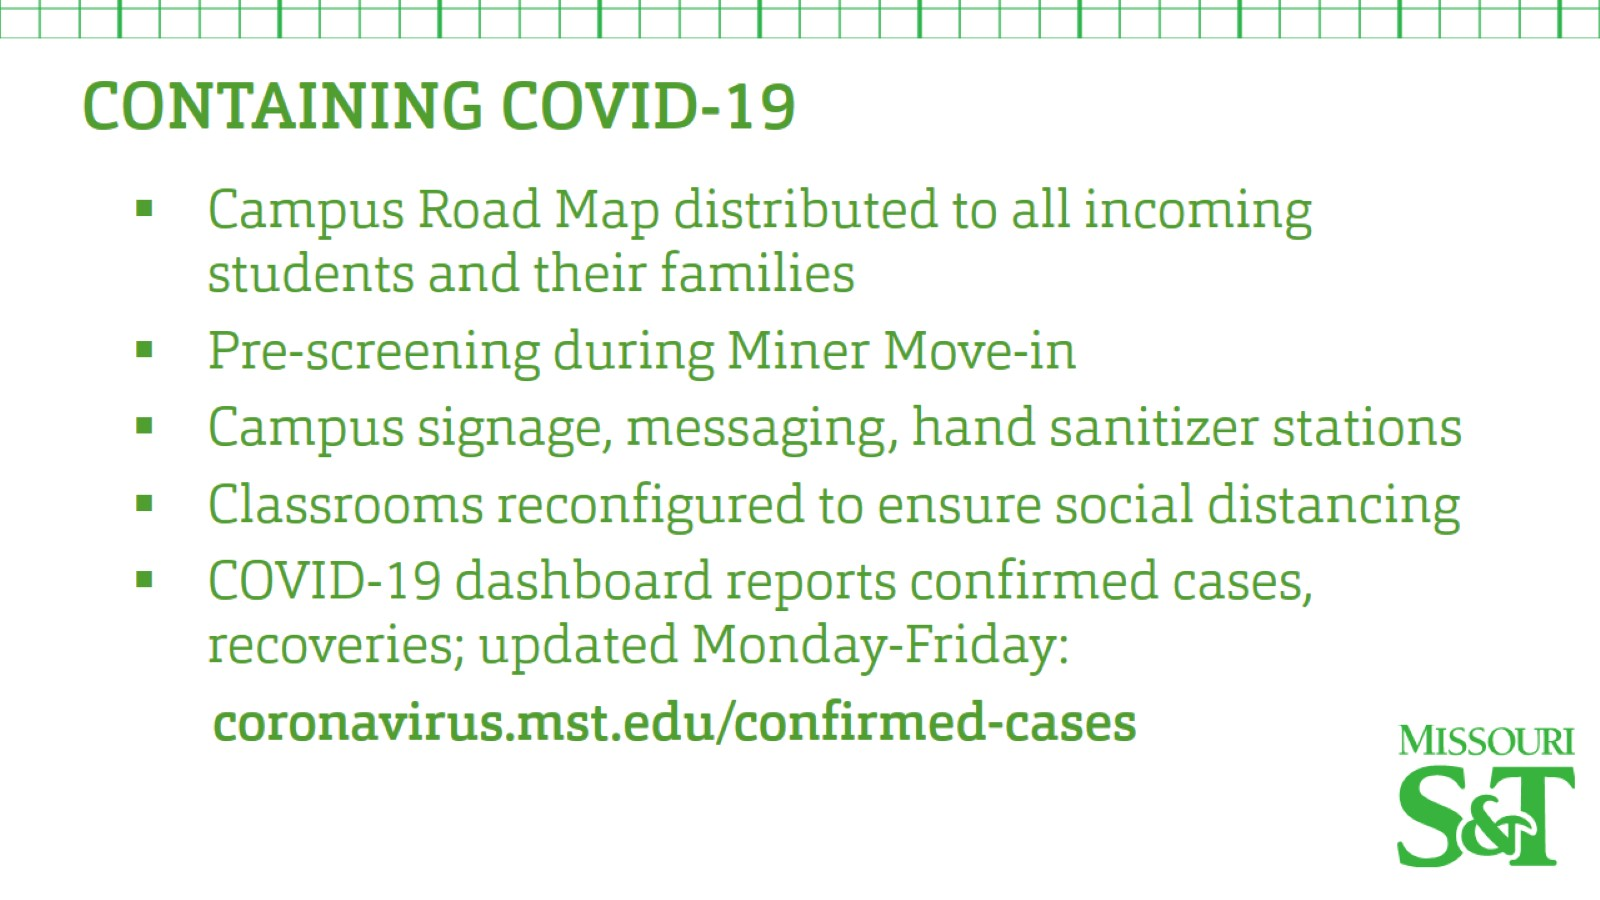 CONTAINING COVID-19
▪ Campus Road Map distributed to all incoming
students and their families
▪ Pre-screening during Miner Move-in
▪ Campus signage, messaging, hand sanitizer stations
▪ Classrooms reconfigured to ensure social distancing
▪ COVID-19 dashboard reports confirmed cases,
recoveries; updated Monday-Friday:
coronavirus.mst.edu/confirmed-cases
MISSOURI
S&T